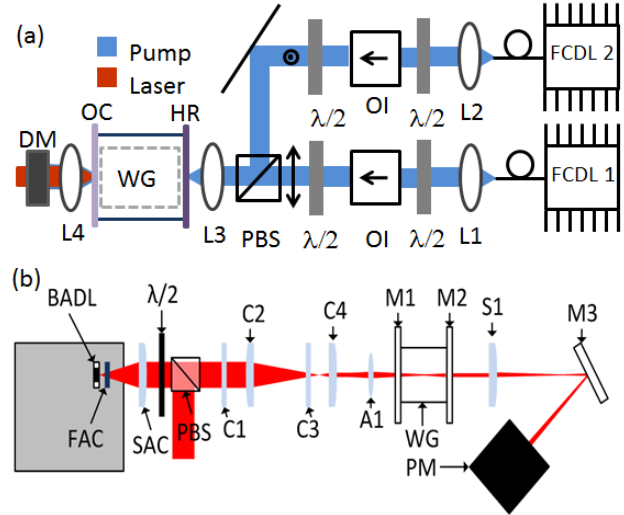 (a)
Pump
Laser
FCDL 2
λ/2
OI
λ/2
L2
OC
HR
DM
WG
FCDL 1
L4
L3
PBS
λ/2
OI
λ/2
L1
(b)
BADL
λ/2
C2
C4
M1
M2
S1
M3
FAC
SAC
PBS
C1
C3
A1
WG
PM